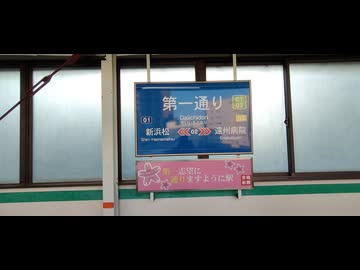 第一通り
Daiichidori
01
新浜松
02
遠州病院
Shin-Hamamatsu
第一志望に
通りますように駅